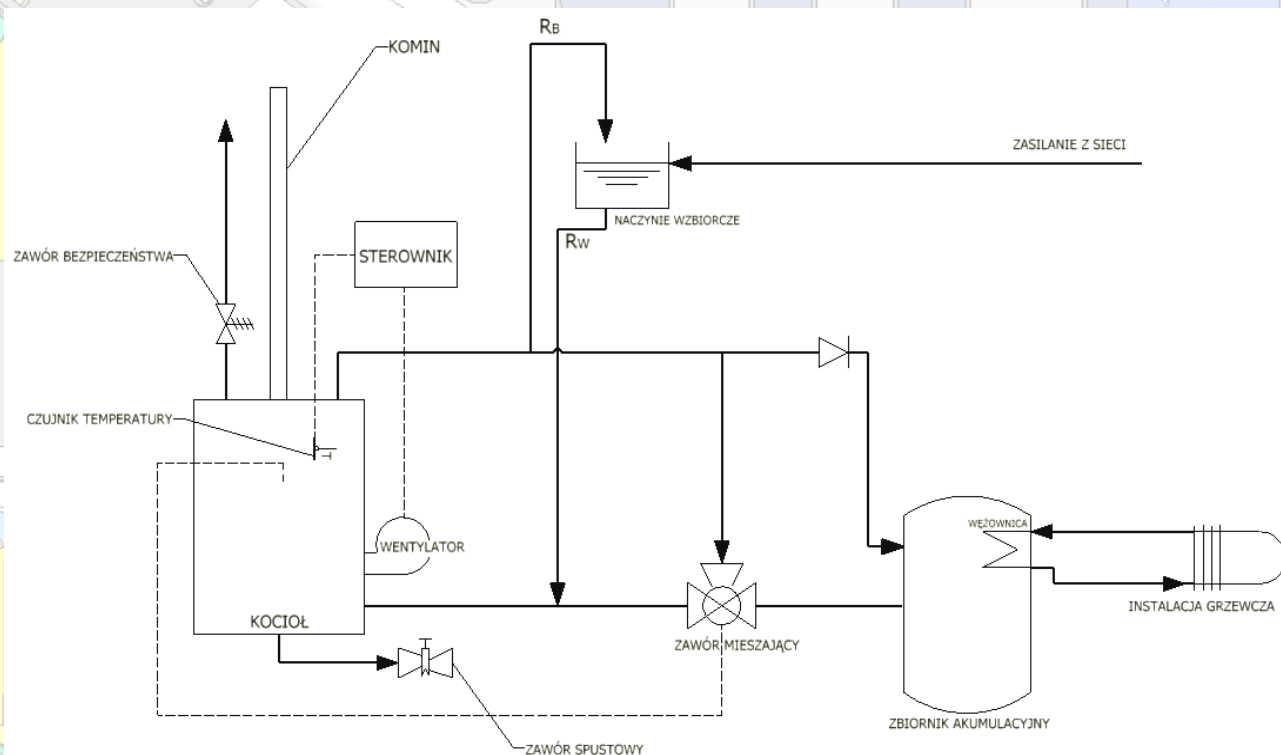 RB
KOMIN
ZASILANIE Z SIECI
NACZYNIE WZBIORCZE
RW
ZAWÓR BEZPIECZEŃSTWA
STEROWNIK
CZUJNIK TEMPERATURY
WĘŻOWNICA
WENTYLATOR
INSTALACJA GRZEWCZA
KOCIOŁ
ZAWÓR MIESZAJĄCY
ZBIORNIK AKUMULACYJNY
ZAWÓR SPUSTOWY